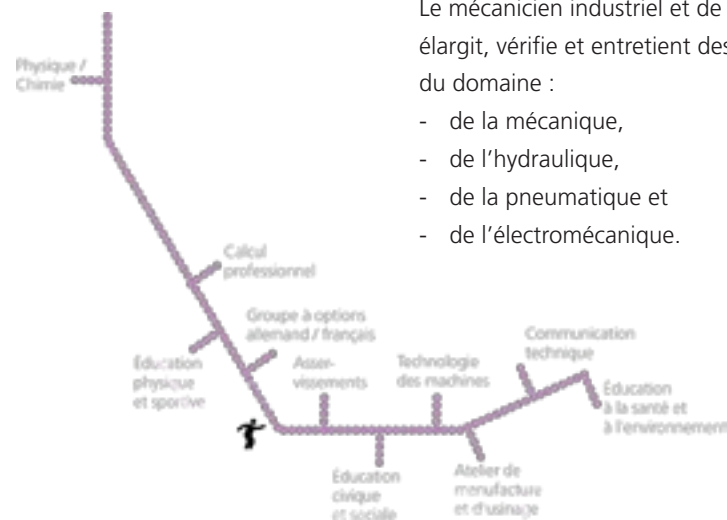 Le mécanicien industriel et de
élargit, vérifie et entretient des
du domaine :
- de la mécanique,
- de l'hydraulique,
- de la pneumatique et
- de l'électromécanique.
Physique /
Chimie
Calcul
professionnel
Groupe à options
allemand / français
Éducation
physique
et sportive
Asser-
vissements
Technologie
des machines
Communication
technique
Éducation
à la santé et
à l'environnement
Éducation
civique
et sociale
Atelier de
manufacture
et d'usinage